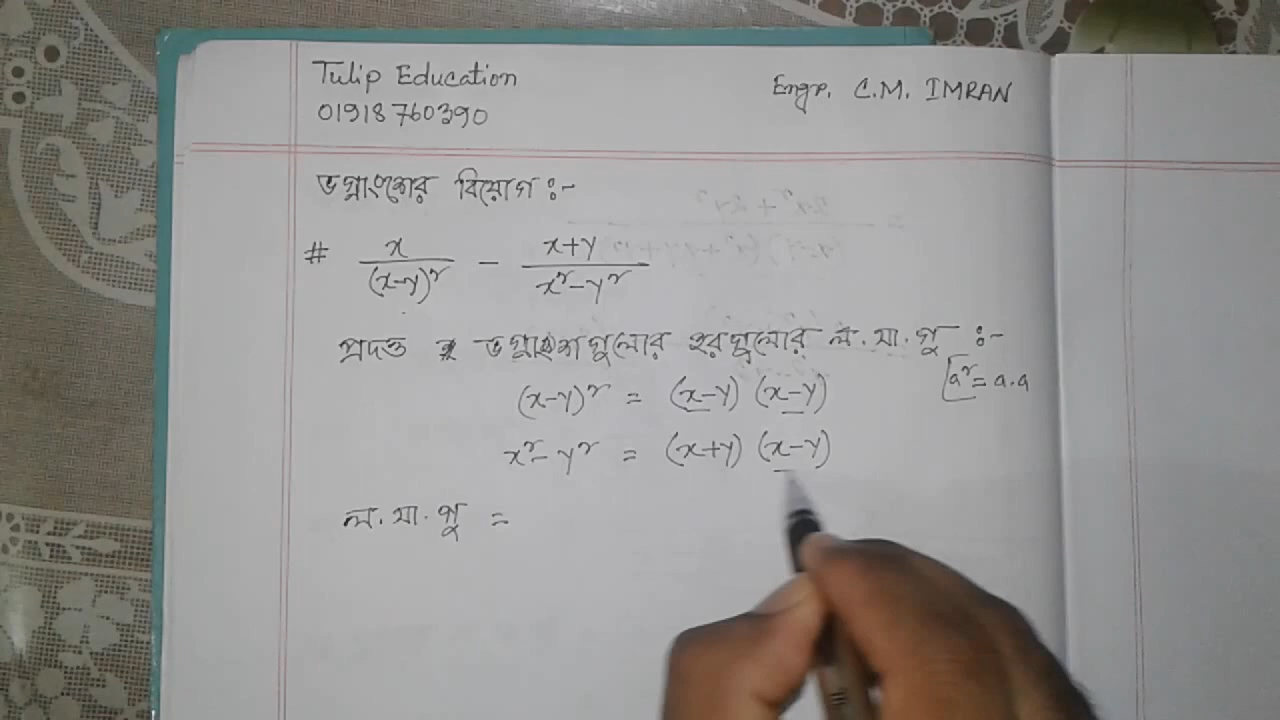 Tulip Education
01918760390
Engr. C.M. IMRAN
ভগ্নাংশের বিয়োগ :-
# x/(x-y)² - (x+y)/(x²-y²)
প্রদত্ত ভগ্নাংশগুলোর হরগুলোর ল.সা.গু :-
(x-y)² = (x-y) (x-y) [a² = a.a
x²-y² = (x+y) (x-y)
ল.সা.গু =